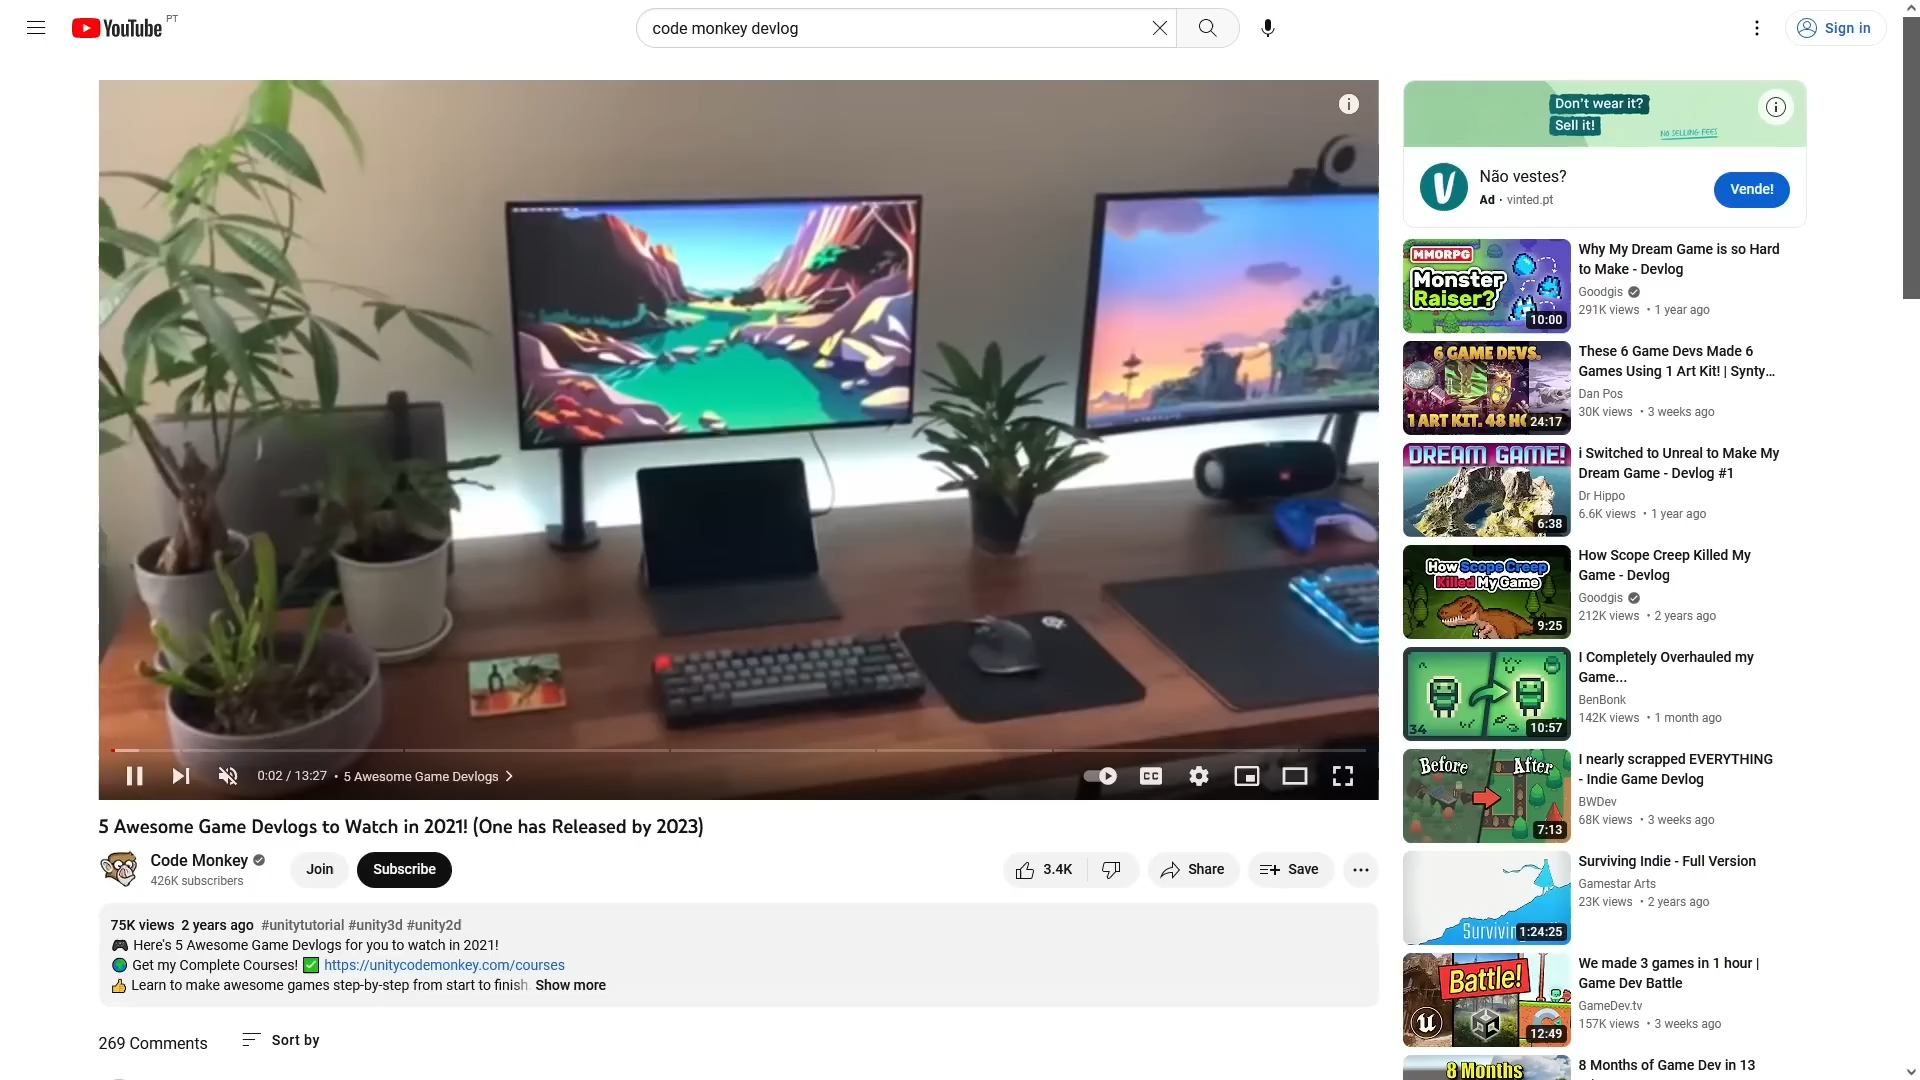 YouTube PT
code monkey devlog
Sign in
Don't wear it?
Sell it!
NO SELLING FEES
Não vestes?
Ad · vinted.pt
Vende!
MMORPG
Monster
Raiser?
10:00
Why My Dream Game is so Hard
to Make - Devlog
Goodgis
291K views • 1 year ago
6 GAME DEVS.
1 ART KIT. 48 HO
24:17
These 6 Game Devs Made 6
Games Using 1 Art Kit! | Synty...
Dan Pos
30K views • 3 weeks ago
DREAM GAME!
6:38
i Switched to Unreal to Make My
Dream Game - Devlog #1
Dr Hippo
6.6K views • 1 year ago
How Scope Creep
Killed My Game
9:25
How Scope Creep Killed My
Game - Devlog
Goodgis
212K views • 2 years ago
34
10:57
I Completely Overhauled my
Game...
BenBonk
142K views • 1 month ago
Before After
7:13
I nearly scrapped EVERYTHING
- Indie Game Devlog
BWDev
68K views • 3 weeks ago
Survivin
1:24:25
Surviving Indie - Full Version
Gamestar Arts
23K views • 2 years ago
Battle!
12:49
We made 3 games in 1 hour |
Game Dev Battle
GameDev.tv
157K views • 3 weeks ago
8 Months
8 Months of Game Dev in 13
0:02 / 13:27 • 5 Awesome Game Devlogs
CC
5 Awesome Game Devlogs to Watch in 2021! (One has Released by 2023)
Code Monkey
426K subscribers
Join
Subscribe
3.4K
Share
Save
75K views 2 years ago #unitytutorial #unity3d #unity2d
🎮 Here's 5 Awesome Game Devlogs for you to watch in 2021!
🌍 Get my Complete Courses! ✅ https://unitycodemonkey.com/courses
👍 Learn to make awesome games step-by-step from start to finish. Show more
269 Comments
Sort by